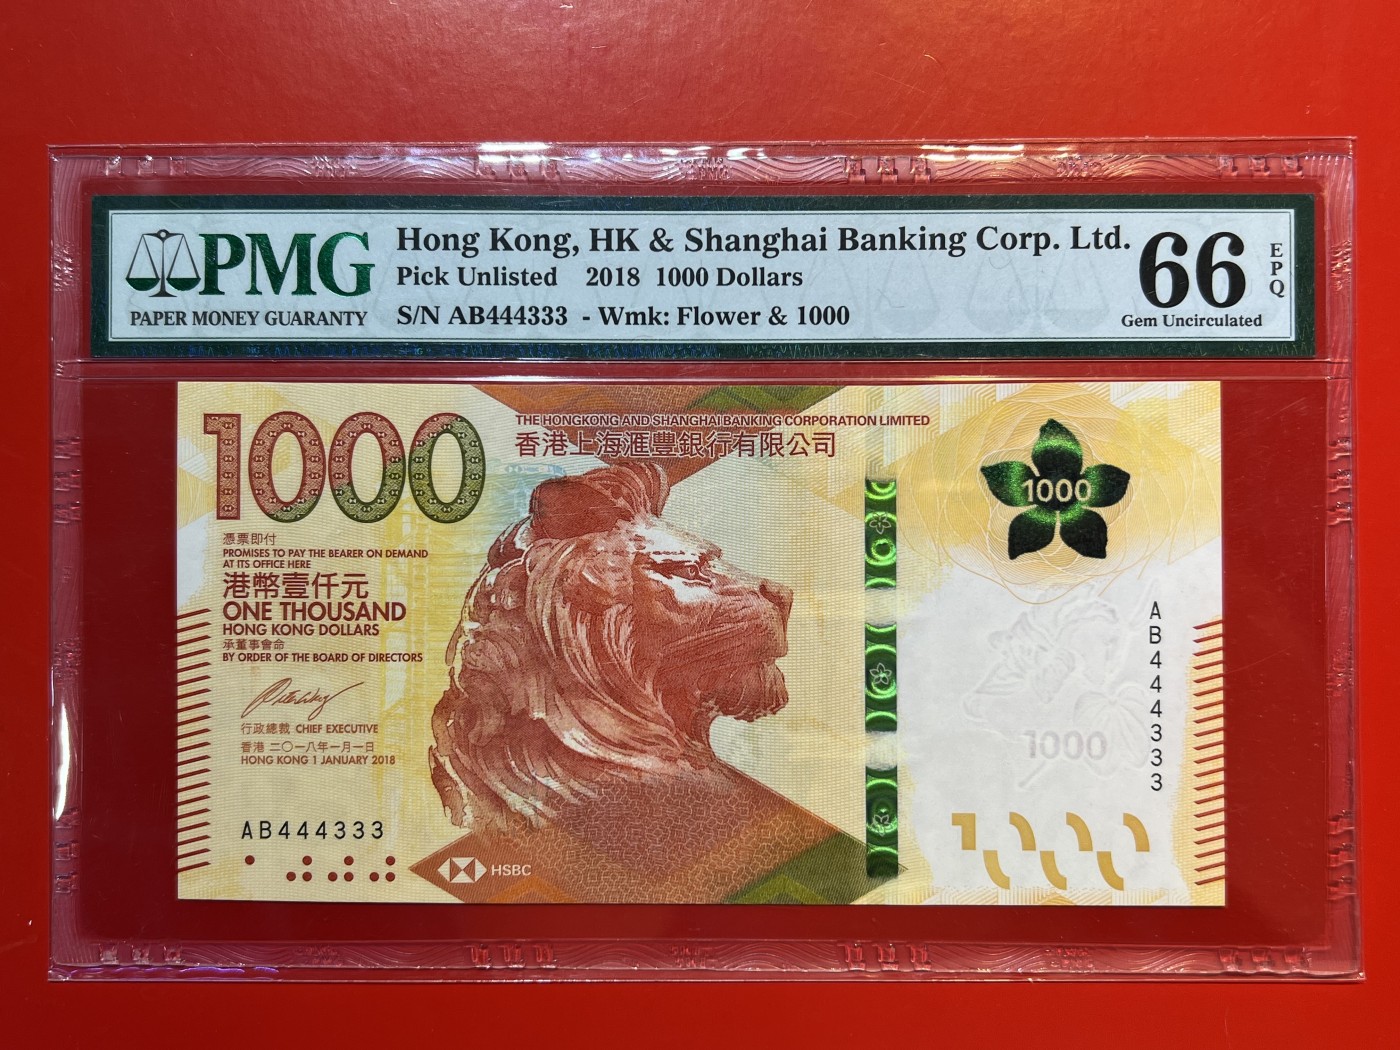 PMG
PAPER MONEY GUARANTY
Hong Kong, HK & Shanghai Banking Corp. Ltd.
Pick Unlisted 2018 1000 Dollars
S/N AB444333 - Wmk: Flower & 1000
66
EPQ
Gem Uncirculated
1000
THE HONGKONG AND SHANGHAI BANKING CORPORATION LIMITED
香港上海滙豐銀行有限公司
憑票即付
PROMISES TO PAY THE BEARER ON DEMAND
AT ITS OFFICE HERE
港幣壹仟元
ONE THOUSAND
HONG KONG DOLLARS
承董事會命
BY ORDER OF THE BOARD OF DIRECTORS
行政總裁 CHIEF EXECUTIVE
香港 二〇一八年一月一日
HONG KONG 1 JANUARY 2018
AB444333
HSBC
1000
AB444333
1000
1000